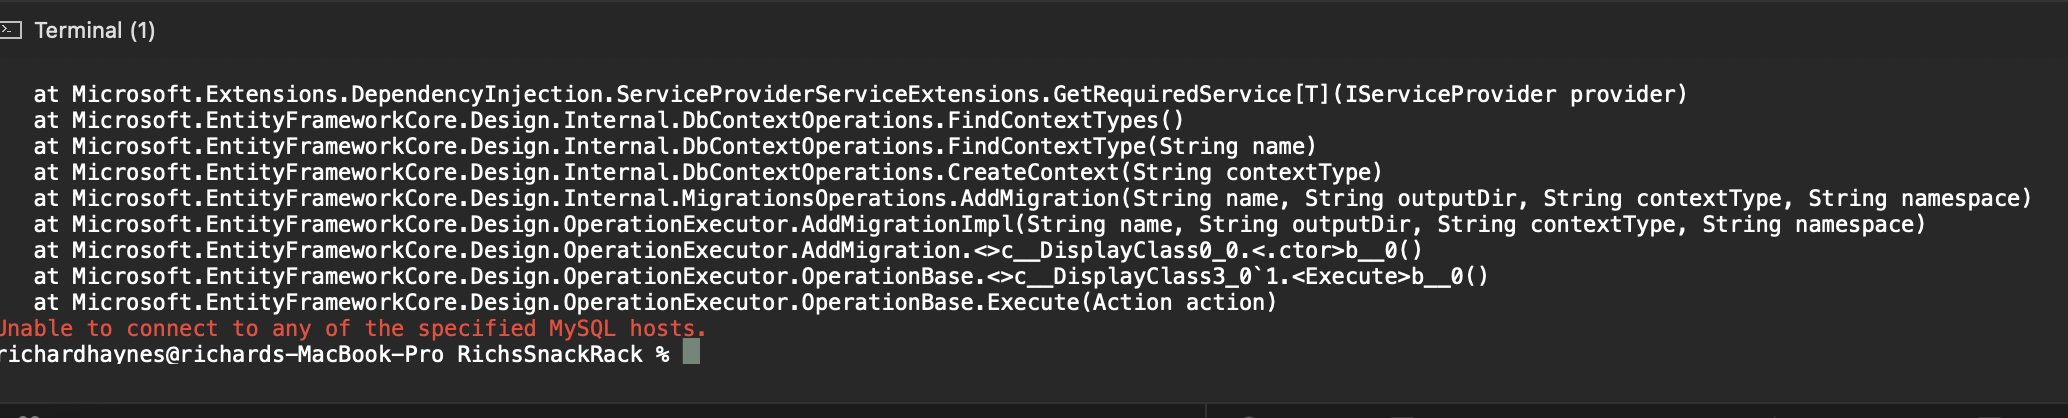 Terminal (1)
at Microsoft.Extensions.DependencyInjection.ServiceProviderServiceExtensions.GetRequiredService[T](IServiceProvider provider)
at Microsoft.EntityFrameworkCore.Design.Internal.DbContextOperations.FindContextTypes()
at Microsoft.EntityFrameworkCore.Design.Internal.DbContextOperations.FindContextType(String name)
at Microsoft.EntityFrameworkCore.Design.Internal.DbContextOperations.CreateContext(String contextType)
at Microsoft.EntityFrameworkCore.Design.Internal.MigrationsOperations.AddMigration(String name, String outputDir, String contextType, String namespace)
at Microsoft.EntityFrameworkCore.Design.OperationExecutor.AddMigrationImpl(String name, String outputDir, String contextType, String namespace)
at Microsoft.EntityFrameworkCore.Design.OperationExecutor.AddMigration.<>c__DisplayClass0_0.<.ctor>b__0()
at Microsoft.EntityFrameworkCore.Design.OperationExecutor.OperationBase.<>c__DisplayClass3_0`1.<Execute>b__0()
at Microsoft.EntityFrameworkCore.Design.OperationExecutor.OperationBase.Execute(Action action)
Unable to connect to any of the specified MySQL hosts.
richardhaynes@richards-MacBook-Pro RichsSnackRack %